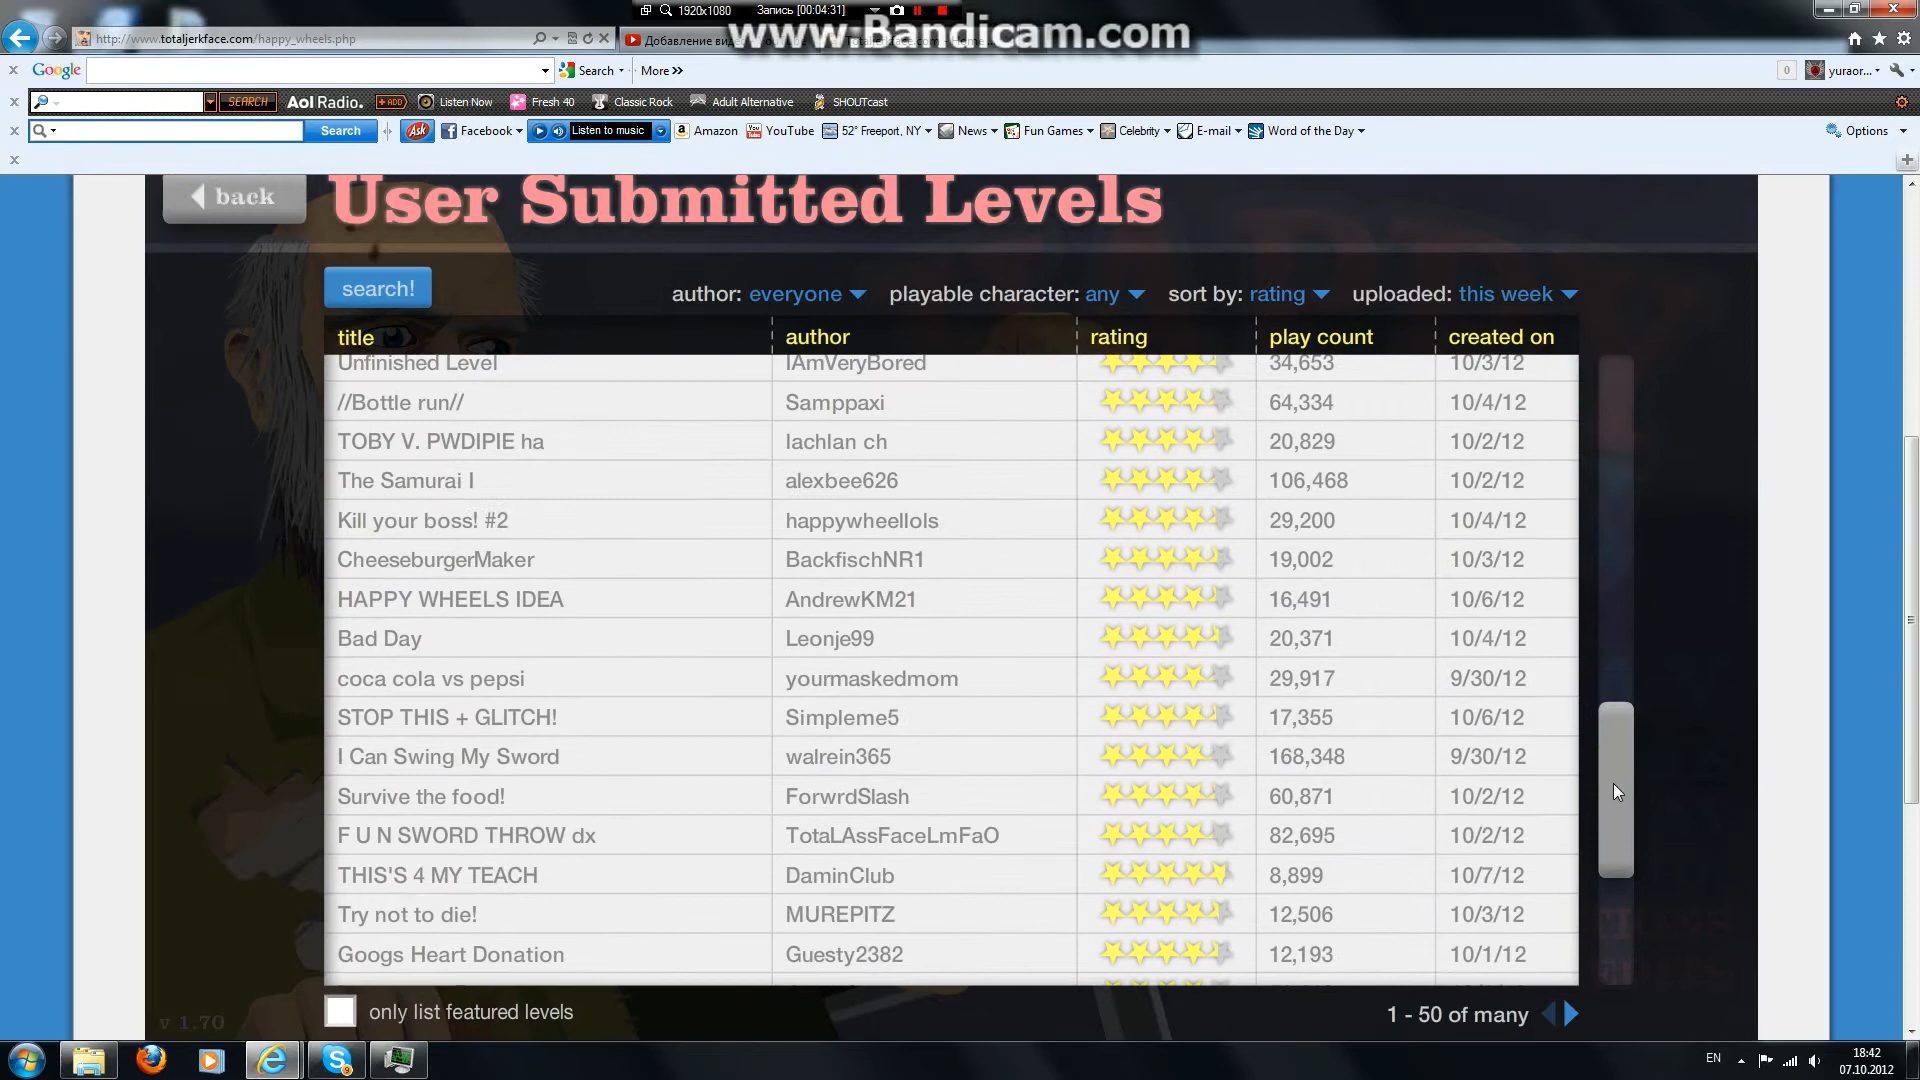 1920x1080 Запись [00:04:31]
www.Bandicam.com
http://www.totaljerkface.com/happy_wheels.php
Google Search More >> 0 yuraor...
SEARCH Aol Radio. +ADD Listen Now Fresh 40 Classic Rock Adult Alternative SHOUTcast
Search Ask Facebook Listen to music Amazon YouTube 52° Freeport, NY News Fun Games Celebrity E-mail Word of the Day Options
back User Submitted Levels
search! author: everyone playable character: any sort by: rating uploaded: this week
title author rating play count created on
Unfinished Level IAmVeryBored 34,653 10/3/12
//Bottle run// Samppaxi 64,334 10/4/12
TOBY V. PWDIPIE ha lachlan ch 20,829 10/2/12
The Samurai I alexbee626 106,468 10/2/12
Kill your boss! #2 happywheellols 29,200 10/4/12
CheeseburgerMaker BackfischNR1 19,002 10/3/12
HAPPY WHEELS IDEA AndrewKM21 16,491 10/6/12
Bad Day Leonje99 20,371 10/4/12
coca cola vs pepsi yourmaskedmom 29,917 9/30/12
STOP THIS + GLITCH! Simpleme5 17,355 10/6/12
I Can Swing My Sword walrein365 168,348 9/30/12
Survive the food! ForwrdSlash 60,871 10/2/12
F U N SWORD THROW dx TotaLAssFaceLmFaO 82,695 10/2/12
THIS'S 4 MY TEACH DaminClub 8,899 10/7/12
Try not to die! MUREPITZ 12,506 10/3/12
Googs Heart Donation Guesty2382 12,193 10/1/12
only list featured levels 1 - 50 of many
v 1.70
EN 18:42
07.10.2012